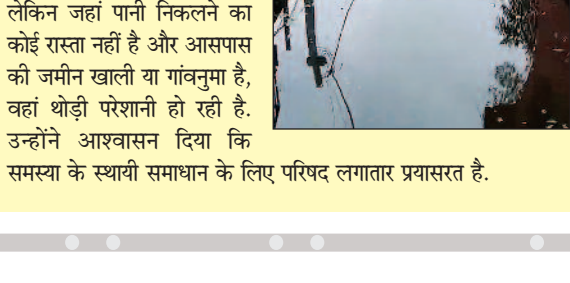 लेकिन जहां पानी निकलने का
कोई रास्ता नहीं है और आसपास
की जमीन खाली या गांवनुमा है,
वहां थोड़ी परेशानी हो रही है.
उन्होंने आश्वासन दिया कि
समस्या के स्थायी समाधान के लिए परिषद लगातार प्रयासरत है.